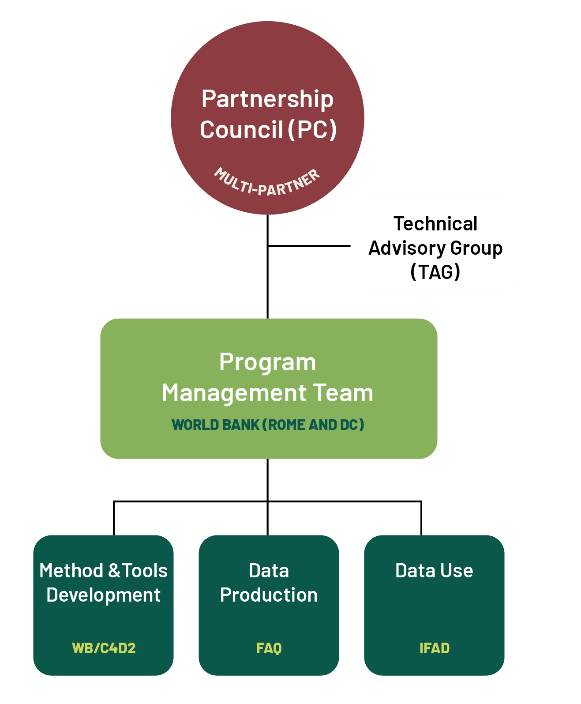 Partnership
Council (PC)
MULTI-PARTNER
Technical
Advisory Group
(TAG)
Program
Management Team
WORLD BANK (ROME AND DC)
Method &Tools
Development
WB/C4D2
Data
Production
FAQ
Data Use
IFAD